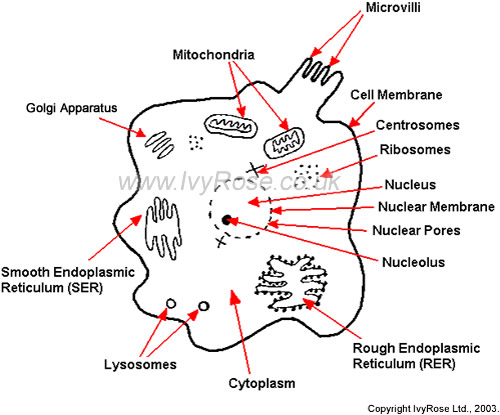 Microvilli
Mitochondria
Golgi Apparatus
Cell Membrane
Centrosomes
Ribosomes
www.IvyRose.co.uk
Nucleus
Nuclear Membrane
Nuclear Pores
Nucleolus
Smooth Endoplasmic
Reticulum (SER)
Lysosomes
Cytoplasm
Rough Endoplasmic
Reticulum (RER)
Copyright IvyRose Ltd., 2003.